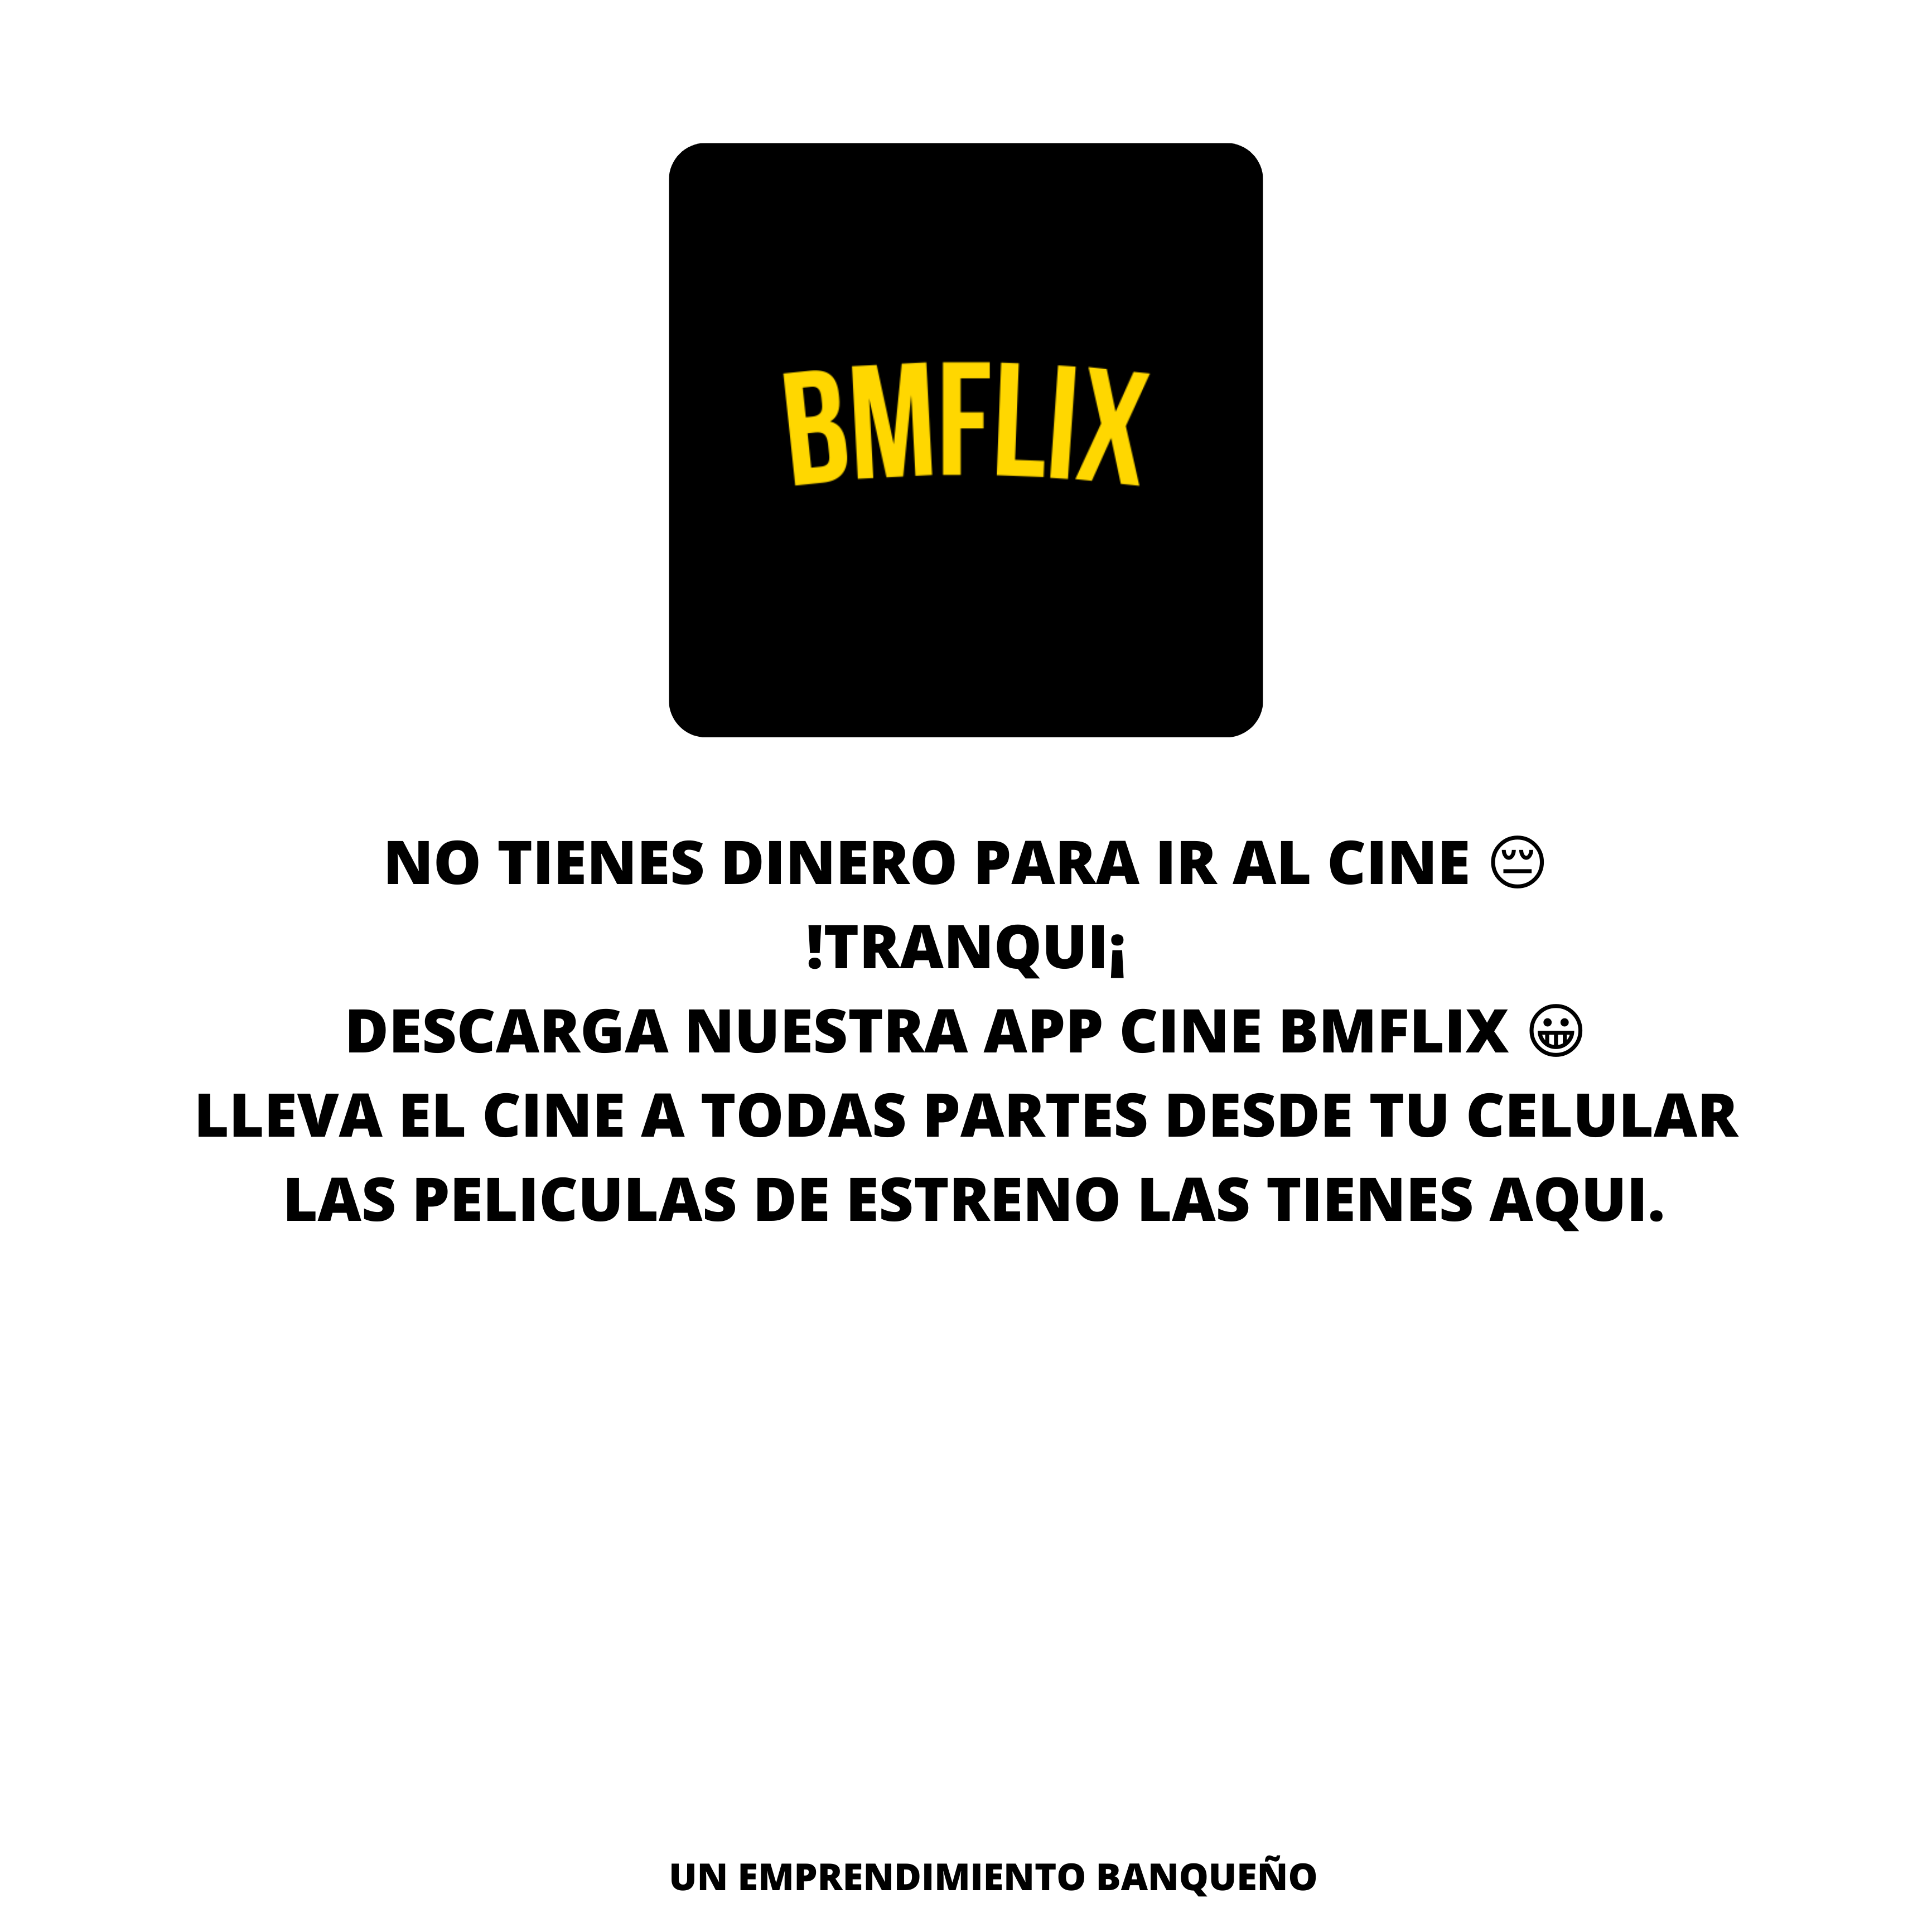 BMFLIX
NO TIENES DINERO PARA IR AL CINE 😑
!TRANQUI¡
DESCARGA NUESTRA APP CINE BMFLIX 😀
LLEVA EL CINE A TODAS PARTES DESDE TU CELULAR
LAS PELICULAS DE ESTRENO LAS TIENES AQUI.
UN EMPRENDIMIENTO BANQUEÑO